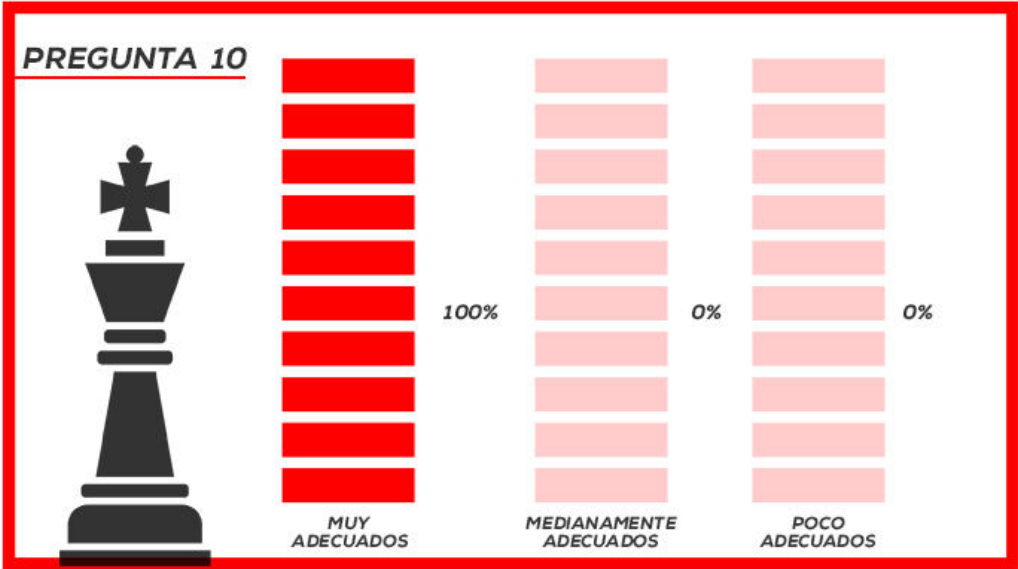 PREGUNTA 10
100%
0%
0%
MUY
ADECUADOS
MEDIANAMENTE
ADECUADOS
POCO
ADECUADOS